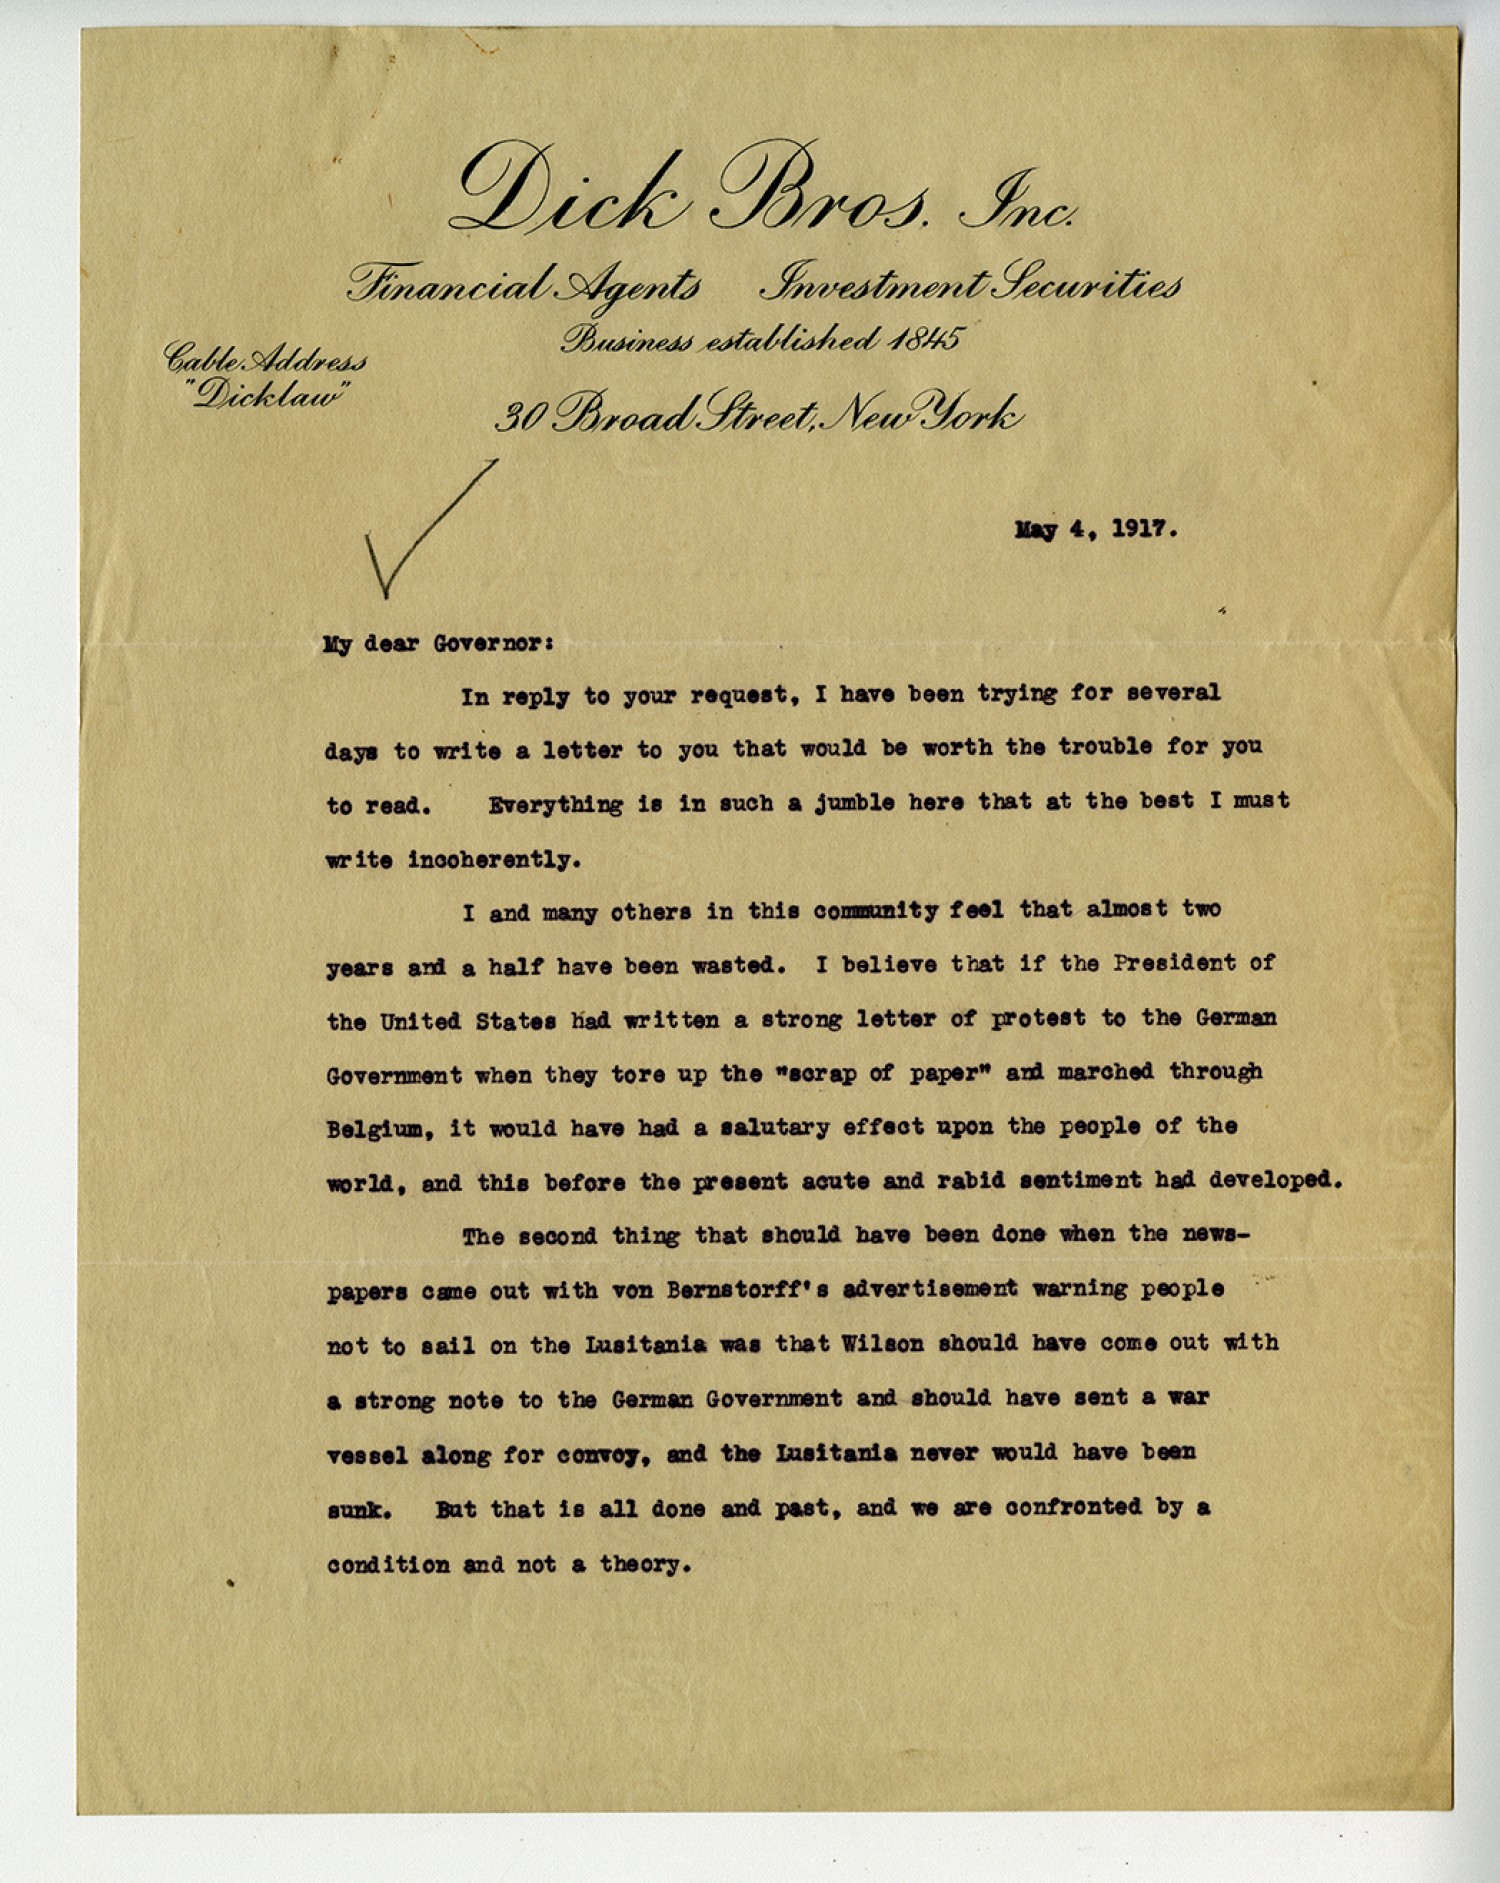 Dick Bros. Inc.
Financial Agents Investment Securities
Business established 1845
Cable Address
"Dicklaw"
30 Broad Street, New York
May 4, 1917.
My dear Governor:
In reply to your request, I have been trying for several
days to write a letter to you that would be worth the trouble for you
to read. Everything is in such a jumble here that at the best I must
write incoherently.
I and many others in this community feel that almost two
years and a half have been wasted. I believe that if the President of
the United States had written a strong letter of protest to the German
Government when they tore up the "scrap of paper" and marched through
Belgium, it would have had a salutary effect upon the people of the
world, and this before the present acute and rabid sentiment had developed.
The second thing that should have been done when the news-
papers came out with von Bernstorff's advertisement warning people
not to sail on the Lusitania was that Wilson should have come out with
a strong note to the German Government and should have sent a war
vessel along for convoy, and the Lusitania never would have been
sunk. But that is all done and past, and we are confronted by a
condition and not a theory.